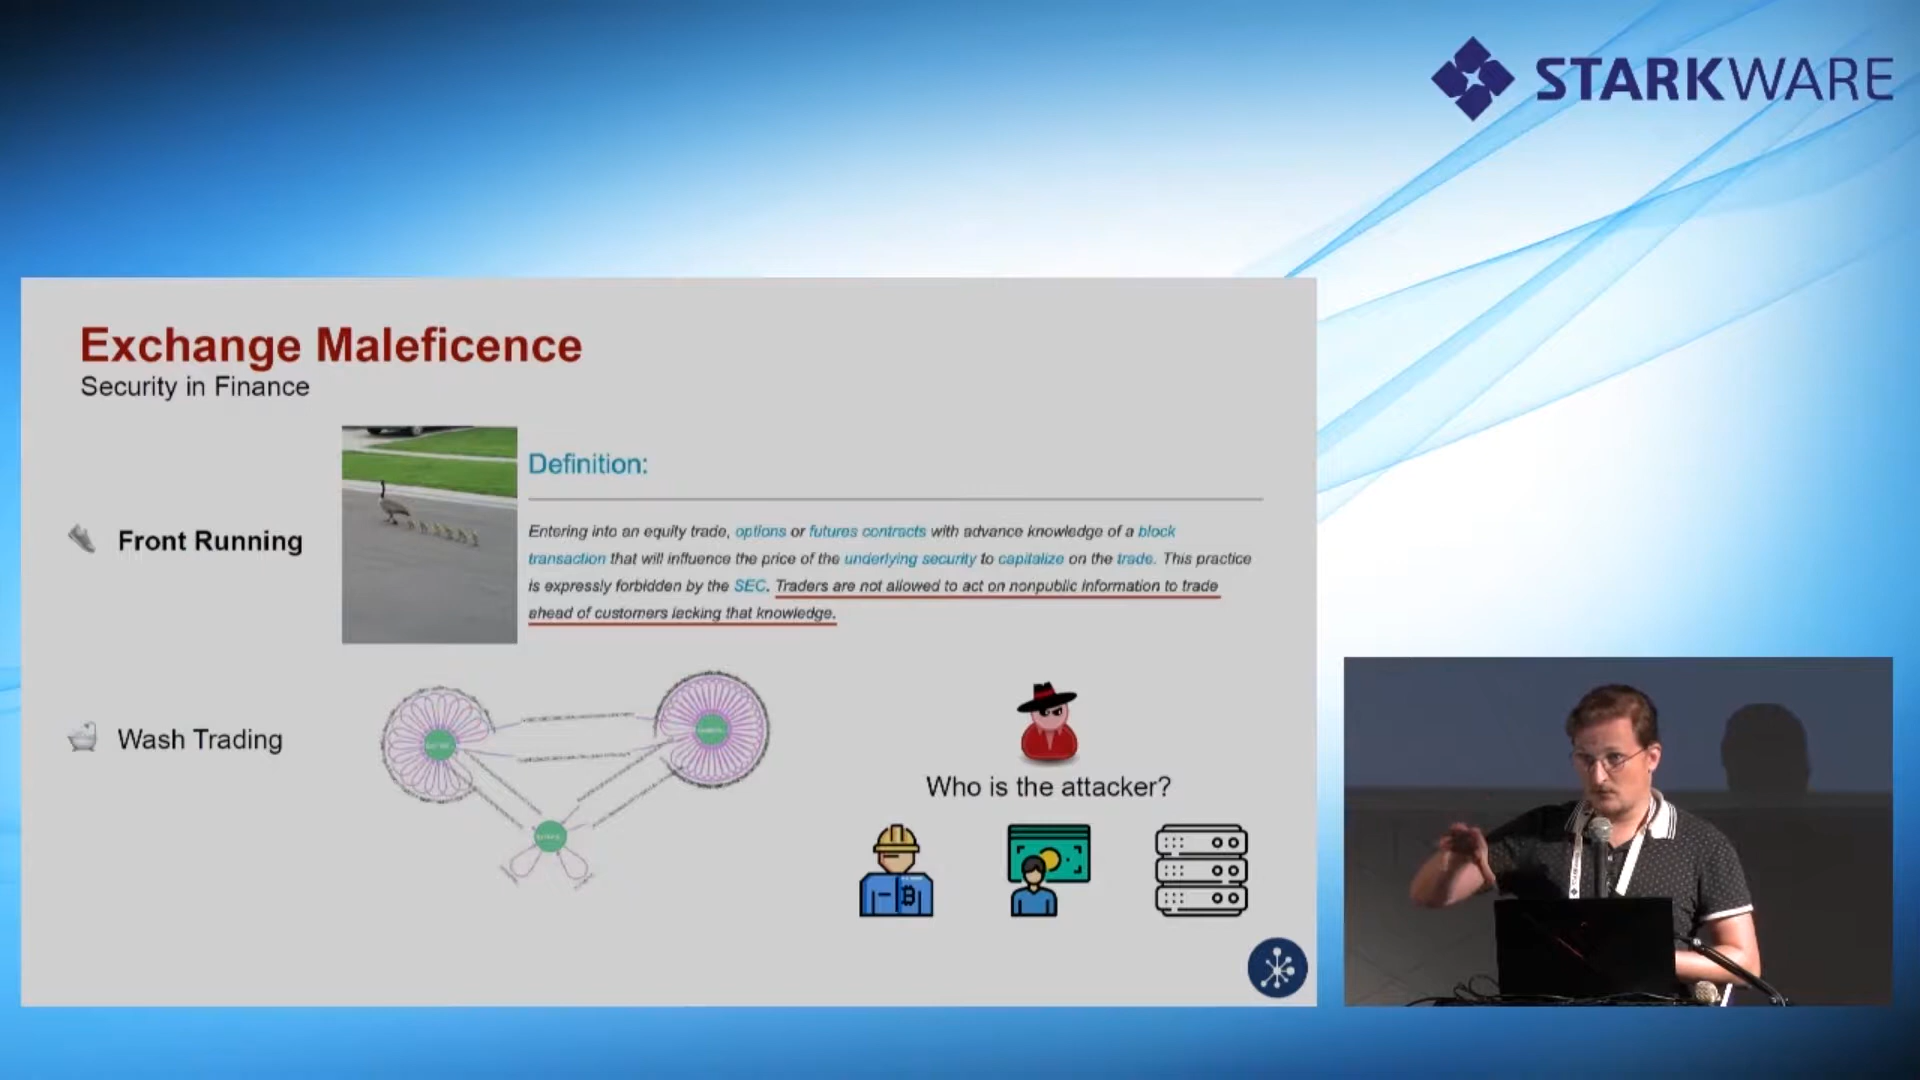 STARKWARE
Exchange Maleficence
Security in Finance
Definition:
Front Running
Entering into an equity trade, options or futures contracts with advance knowledge of a block
transaction that will influence the price of the underlying security to capitalize on the trade. This practice
is expressly forbidden by the SEC. Traders are not allowed to act on nonpublic information to trade
ahead of customers lacking that knowledge.
Wash Trading
Who is the attacker?